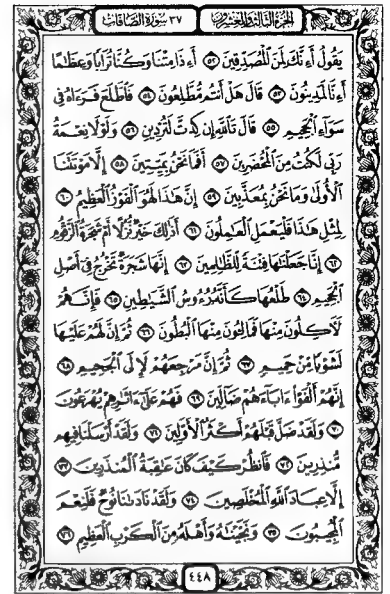 الجزء الثالث والعشرون
٣٧ سورة الصافات
يَقُولُ أَءِنَّكَ لَمِنَ ٱلْمُصَدِّقِينَ ﴿٥٢﴾ أَءِذَا مِتْنَا وَكُنَّا تُرَابًا وَعِظَٰمًا
أَءِنَّا لَمَدِينُونَ ﴿٥٣﴾ قَالَ هَلْ أَنتُم مُّطَّلِعُونَ ﴿٥٤﴾ فَٱطَّلَعَ فَرَءَاهُ فِى
سَوَآءِ ٱلْجَحِيمِ ﴿٥٥﴾ قَالَ تَٱللَّهِ إِن كِدتَّ لَتُرْدِينِ ﴿٥٦﴾ وَلَوْلَا نِعْمَةُ
رَبِّى لَكُنتُ مِنَ ٱلْمُحْضَرِينَ ﴿٥٧﴾ أَفَمَا نَحْنُ بِمَيِّتِينَ ﴿٥٨﴾ إِلَّا مَوْتَتَنَا
ٱلْأُولَىٰ وَمَا نَحْنُ بِمُعَذَّبِينَ ﴿٥٩﴾ إِنَّ هَٰذَا لَهُوَ ٱلْفَوْزُ ٱلْعَظِيمُ ﴿٦٠﴾
لِمِثْلِ هَٰذَا فَلْيَعْمَلِ ٱلْعَٰمِلُونَ ﴿٦١﴾ أَذَٰلِكَ خَيْرٌ نُّزُلًا أَمْ شَجَرَةُ ٱلزَّقُّومِ
﴿٦٢﴾ إِنَّا جَعَلْنَٰهَا فِتْنَةً لِّلظَّٰلِمِينَ ﴿٦٣﴾ إِنَّهَا شَجَرَةٌ تَخْرُجُ فِىٓ أَصْلِ
ٱلْجَحِيمِ ﴿٦٤﴾ طَلْعُهَا كَأَنَّهُۥ رُءُوسُ ٱلشَّيَٰطِينِ ﴿٦٥﴾ فَإِنَّهُمْ
لَءَاكِلُونَ مِنْهَا فَمَالِـُٔونَ مِنْهَا ٱلْبُطُونَ ﴿٦٦﴾ ثُمَّ إِنَّ لَهُمْ عَلَيْهَا
لَشَوْبًا مِّنْ حَمِيمٍ ﴿٦٧﴾ ثُمَّ إِنَّ مَرْجِعَهُمْ لَإِلَى ٱلْجَحِيمِ ﴿٦٨﴾
إِنَّهُمْ أَلْفَوْا۟ ءَابَآءَهُمْ ضَآلِّينَ ﴿٦٩﴾ فَهُمْ عَلَىٰٓ ءَاثَٰرِهِمْ يُهْرَعُونَ
﴿٧٠﴾ وَلَقَدْ ضَلَّ قَبْلَهُمْ أَكْثَرُ ٱلْأَوَّلِينَ ﴿٧١﴾ وَلَقَدْ أَرْسَلْنَا فِيهِم
مُّنذِرِينَ ﴿٧٢﴾ فَٱنظُرْ كَيْفَ كَانَ عَٰقِبَةُ ٱلْمُنذَرِينَ ﴿٧٣﴾
إِلَّا عِبَادَ ٱللَّهِ ٱلْمُخْلَصِينَ ﴿٧٤﴾ وَلَقَدْ نَادَىٰنَا نُوحٌ فَلَنِعْمَ
ٱلْمُجِيبُونَ ﴿٧٥﴾ وَنَجَّيْنَٰهُ وَأَهْلَهُۥ مِنَ ٱلْكَرْبِ ٱلْعَظِيمِ ﴿٧٦﴾
٤٤٨